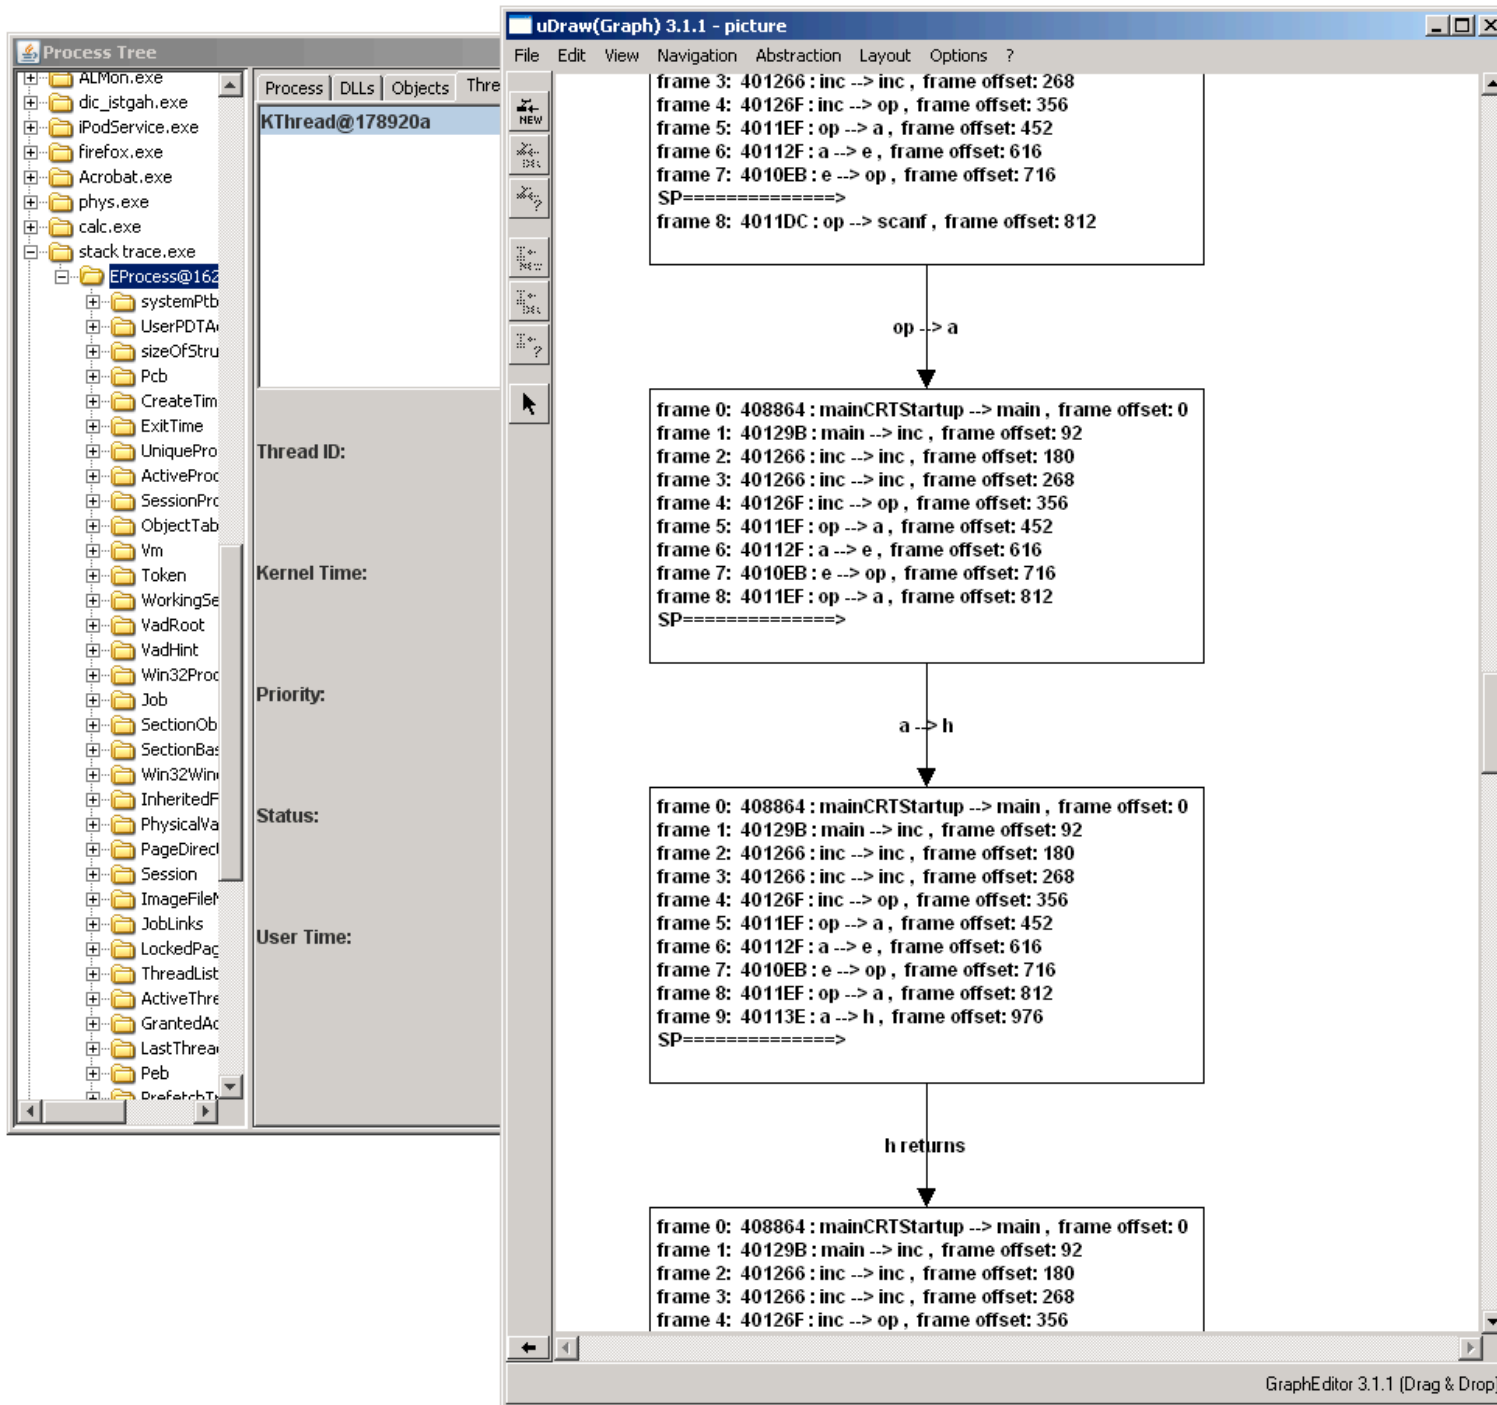 Process Tree
ALMon.exe
dic_istgah.exe
iPodService.exe
firefox.exe
Acrobat.exe
phys.exe
calc.exe
stack trace.exe
EProcess@162
systemPtb
UserPDTA
sizeOfStru
Pcb
CreateTim
ExitTime
UniquePro
ActiveProc
SessionPrc
ObjectTab
Vm
Token
WorkingSe
VadRoot
VadHint
Win32Proc
Job
SectionOb
SectionBas
Win32Win
InheritedF
PhysicalVa
PageDirect
Session
ImageFileN
JobLinks
LockedPag
ThreadList
ActiveThre
GrantedAc
LastThrea
Peb
PrefetchTr
Process DLLs Objects Thre
KThread@178920a
Thread ID:
Kernel Time:
Priority:
Status:
User Time:
uDraw(Graph) 3.1.1 - picture
File Edit View Navigation Abstraction Layout Options ?
NEW
frame 3: 401266 : inc --> inc , frame offset: 268
frame 4: 40126F : inc --> op , frame offset: 356
frame 5: 4011EF : op --> a , frame offset: 452
frame 6: 40112F : a --> e , frame offset: 616
frame 7: 4010EB : e --> op , frame offset: 716
SP==============>
frame 8: 4011DC : op --> scanf , frame offset: 812
op --> a
frame 0: 408864 : mainCRTStartup --> main , frame offset: 0
frame 1: 40129B : main --> inc , frame offset: 92
frame 2: 401266 : inc --> inc , frame offset: 180
frame 3: 401266 : inc --> inc , frame offset: 268
frame 4: 40126F : inc --> op , frame offset: 356
frame 5: 4011EF : op --> a , frame offset: 452
frame 6: 40112F : a --> e , frame offset: 616
frame 7: 4010EB : e --> op , frame offset: 716
frame 8: 4011EF : op --> a , frame offset: 812
SP==============>
a --> h
frame 0: 408864 : mainCRTStartup --> main , frame offset: 0
frame 1: 40129B : main --> inc , frame offset: 92
frame 2: 401266 : inc --> inc , frame offset: 180
frame 3: 401266 : inc --> inc , frame offset: 268
frame 4: 40126F : inc --> op , frame offset: 356
frame 5: 4011EF : op --> a , frame offset: 452
frame 6: 40112F : a --> e , frame offset: 616
frame 7: 4010EB : e --> op , frame offset: 716
frame 8: 4011EF : op --> a , frame offset: 812
frame 9: 40113E : a --> h , frame offset: 976
SP==============>
h returns
frame 0: 408864 : mainCRTStartup --> main , frame offset: 0
frame 1: 40129B : main --> inc , frame offset: 92
frame 2: 401266 : inc --> inc , frame offset: 180
frame 3: 401266 : inc --> inc , frame offset: 268
frame 4: 40126F : inc --> op , frame offset: 356
GraphEditor 3.1.1 (Drag & Drop)